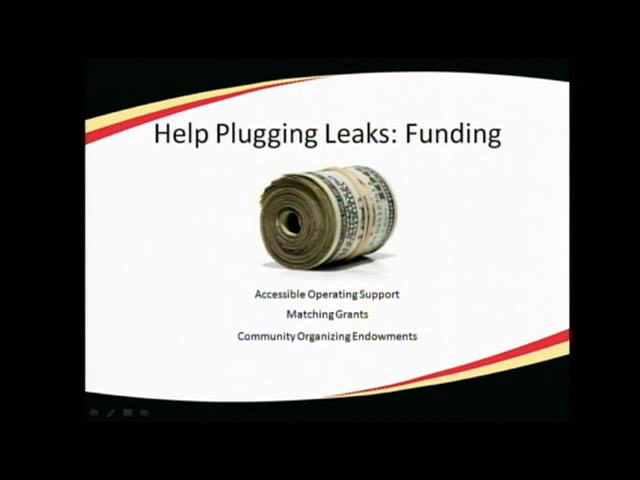 Help Plugging Leaks: Funding
Accessible Operating Support
Matching Grants
Community Organizing Endowments